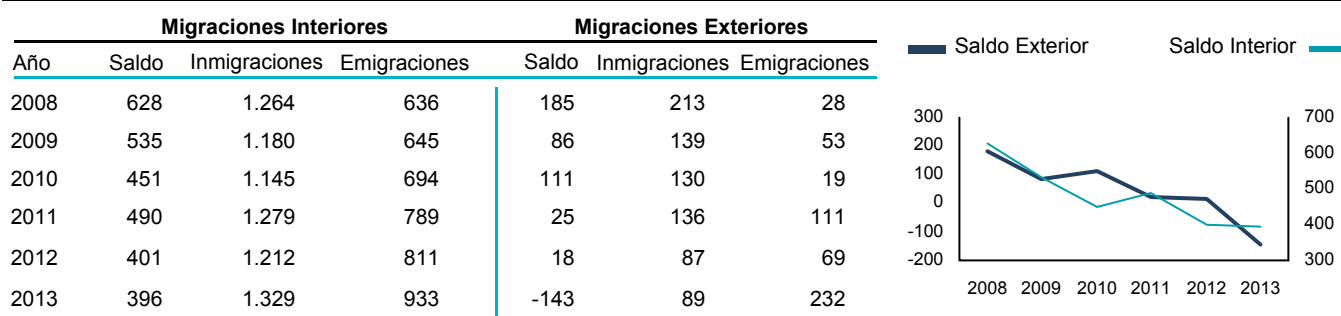 Migraciones Interiores Migraciones Exteriores
Año Saldo Inmigraciones Emigraciones Saldo Inmigraciones Emigraciones
2008 628 1.264 636 185 213 28
2009 535 1.180 645 86 139 53
2010 451 1.145 694 111 130 19
2011 490 1.279 789 25 136 111
2012 401 1.212 811 18 87 69
2013 396 1.329 933 -143 89 232
Saldo Exterior Saldo Interior
300 700
200 600
100 500
0
-100 400
-200 300
2008 2009 2010 2011 2012 2013